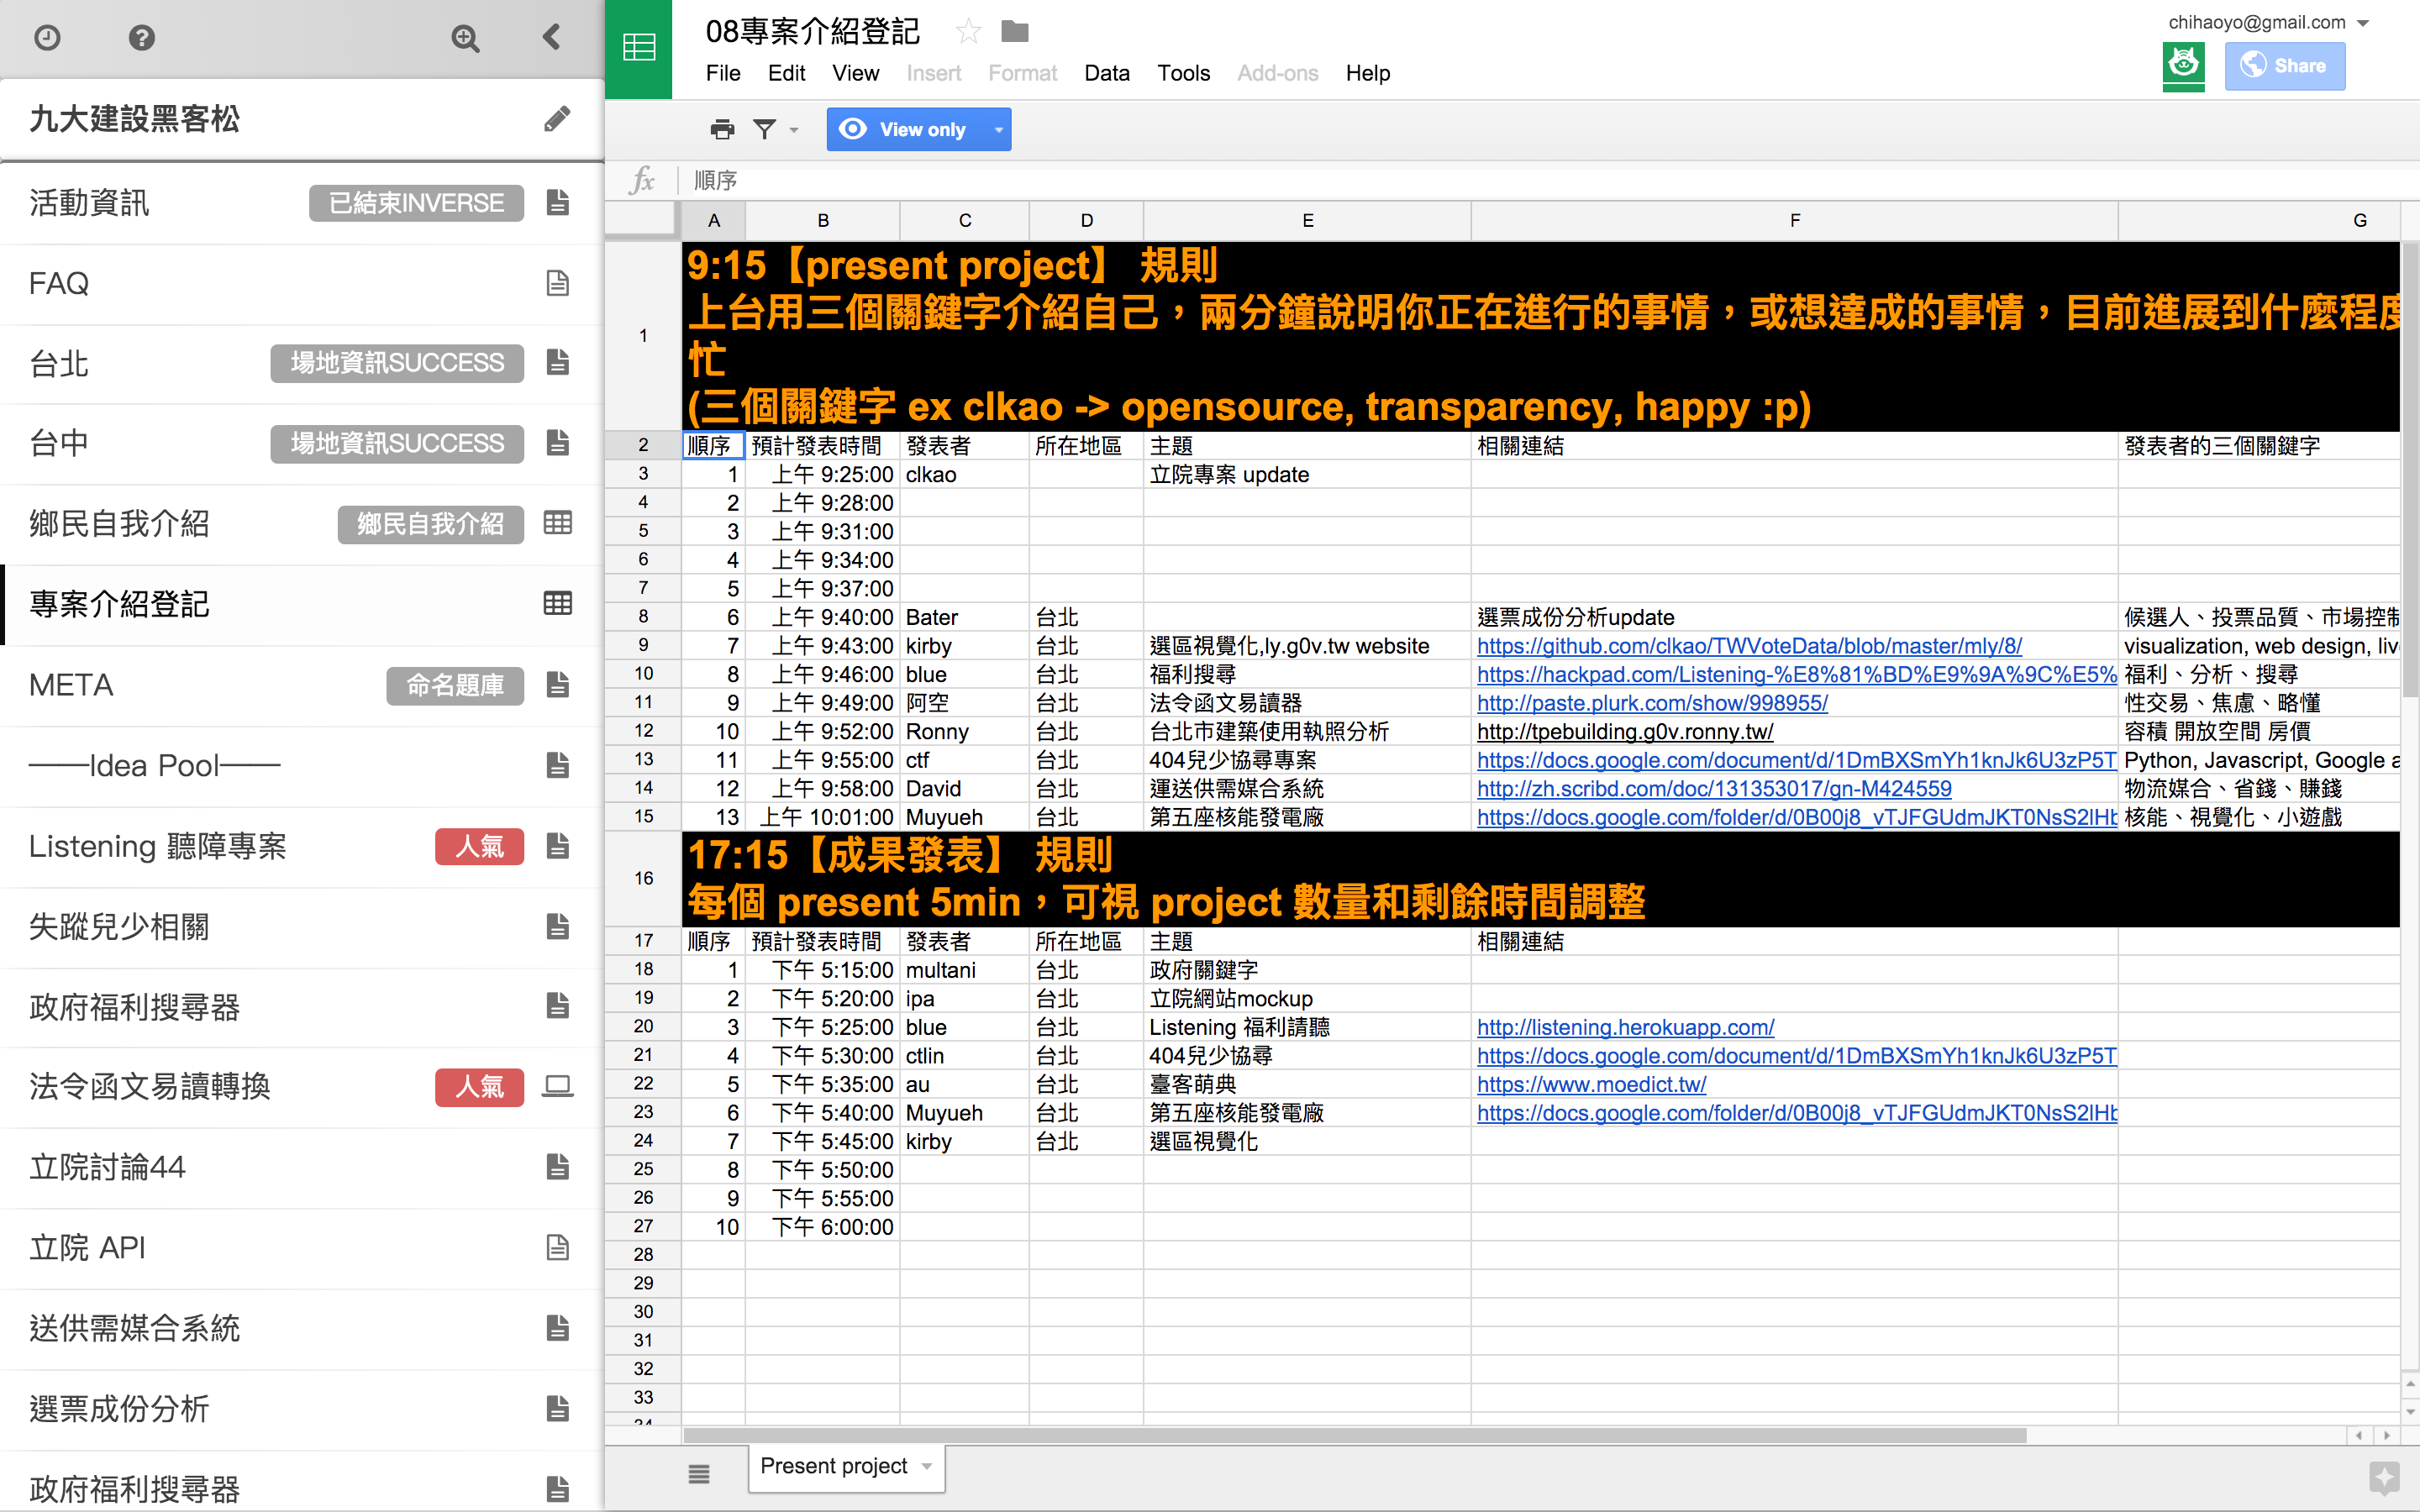 九大建設黑客松
活動資訊 已結束INVERSE
FAQ
台北 場地資訊SUCCESS
台中 場地資訊SUCCESS
鄉民自我介紹 鄉民自我介紹
專案介紹登記
META 命名題庫
——Idea Pool——
Listening 聽障專案 人氣
失蹤兒少相關
政府福利搜尋器
法令函文易讀轉換 人氣
立院討論44
立院 API
送供需媒合系統
選票成份分析
政府福利搜尋器
08專案介紹登記
chihaoyo@gmail.com
File Edit View Insert Format Data Tools Add-ons Help
Share
View only
fx 順序
A B C D E F G
1 9:15【present project】 規則
上台用三個關鍵字介紹自己，兩分鐘說明你正在進行的事情，或想達成的事情，目前進展到什麼程度
忙
(三個關鍵字 ex clkao -> opensource, transparency, happy :p)
2 順序 預計發表時間 發表者 所在地區 主題 相關連結 發表者的三個關鍵字
3 1 上午 9:25:00 clkao 立院專案 update
4 2 上午 9:28:00
5 3 上午 9:31:00
6 4 上午 9:34:00
7 5 上午 9:37:00
8 6 上午 9:40:00 Bater 台北 選票成份分析update 候選人、投票品質、市場控制
9 7 上午 9:43:00 kirby 台北 選區視覺化,ly.g0v.tw website https://github.com/clkao/TWVoteData/blob/master/mly/8/ visualization, web design, liv
10 8 上午 9:46:00 blue 台北 福利搜尋 https://hackpad.com/Listening-%E8%81%BD%E9%9A%9C%E5% 福利、分析、搜尋
11 9 上午 9:49:00 阿空 台北 法令函文易讀器 http://paste.plurk.com/show/998955/ 性交易、焦慮、略懂
12 10 上午 9:52:00 Ronny 台北 台北市建築使用執照分析 http://tpebuilding.g0v.ronny.tw/ 容積 開放空間 房價
13 11 上午 9:55:00 ctf 台北 404兒少協尋專案 https://docs.google.com/document/d/1DmBXSmYh1knJk6U3zP5T Python, Javascript, Google a
14 12 上午 9:58:00 David 台北 運送供需媒合系統 http://zh.scribd.com/doc/131353017/gn-M424559 物流媒合、省錢、賺錢
15 13 上午 10:01:00 Muyueh 台北 第五座核能發電廠 https://docs.google.com/folder/d/0B00j8_vTJFGUdmJKT0NsS2lHb 核能、視覺化、小遊戲
16 17:15【成果發表】 規則
每個 present 5min，可視 project 數量和剩餘時間調整
17 順序 預計發表時間 發表者 所在地區 主題 相關連結
18 1 下午 5:15:00 multani 台北 政府關鍵字
19 2 下午 5:20:00 ipa 台北 立院網站mockup
20 3 下午 5:25:00 blue 台北 Listening 福利請聽 http://listening.herokuapp.com/
21 4 下午 5:30:00 ctlin 台北 404兒少協尋 https://docs.google.com/document/d/1DmBXSmYh1knJk6U3zP5T
22 5 下午 5:35:00 au 台北 臺客萌典 https://www.moedict.tw/
23 6 下午 5:40:00 Muyueh 台北 第五座核能發電廠 https://docs.google.com/folder/d/0B00j8_vTJFGUdmJKT0NsS2lHb
24 7 下午 5:45:00 kirby 台北 選區視覺化
25 8 下午 5:50:00
26 9 下午 5:55:00
27 10 下午 6:00:00
28
29
30
31
32
33
34
Present project